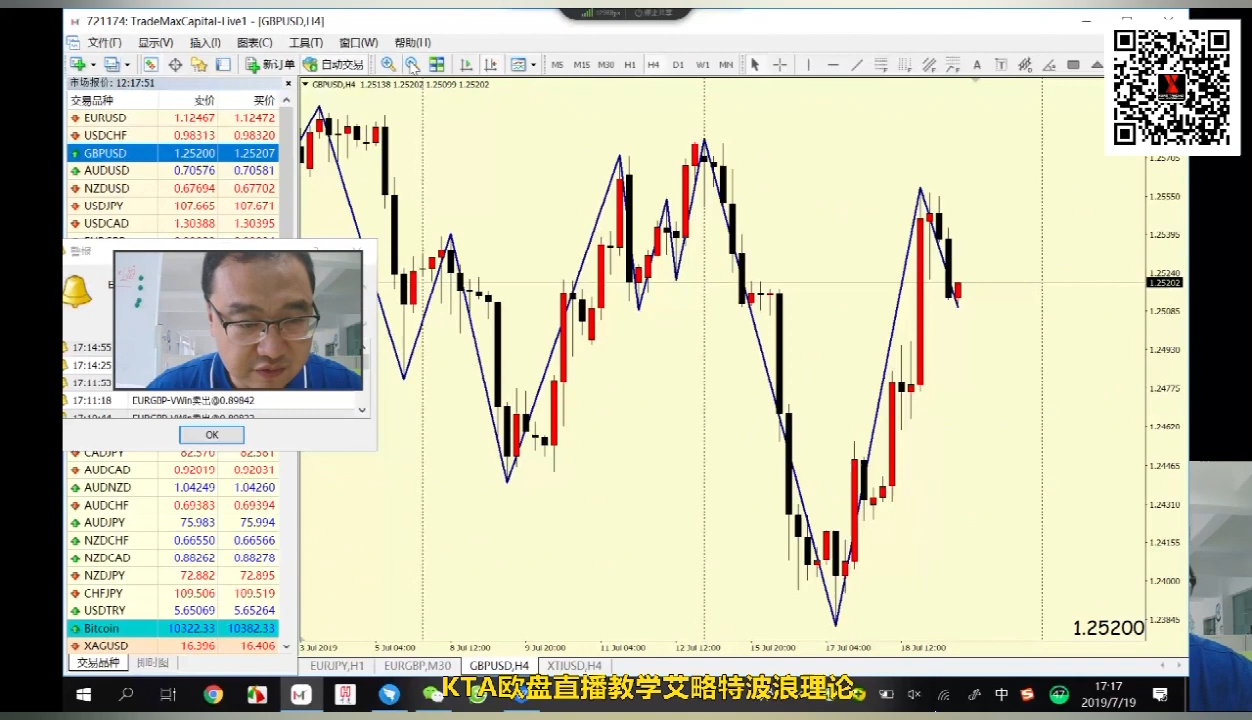 721174: TradeMaxCapital-Live1 - [GBPUSD,H4]
文件(F) 显示(V) 插入(I) 图表(C) 工具(T) 窗口(W) 帮助(H)
新订单 自动交易 M5 M15 M30 H1 H4 D1 W1 MN
市场报价: 12:17:51
交易品种 卖价 买价
EURUSD 1.12467 1.12472
USDCHF 0.98313 0.98320
GBPUSD 1.25200 1.25207
AUDUSD 0.70576 0.70581
NZDUSD 0.67694 0.67702
USDJPY 107.665 107.671
USDCAD 1.30388 1.30395
警报
17:14:55
17:14:25
17:11:53
17:11:18 EURGBP-VWin卖出@0.89842
OK
CADJPY 82.570 82.581
AUDCAD 0.92019 0.92031
AUDNZD 1.04249 1.04260
AUDCHF 0.69383 0.69394
AUDJPY 75.983 75.994
NZDCHF 0.66550 0.66566
NZDCAD 0.88262 0.88278
NZDJPY 72.882 72.895
CHFJPY 109.506 109.519
USDTRY 5.65069 5.65264
Bitcoin 10322.33 10382.33
XAGUSD 16.396 16.406
交易品种 即时图
GBPUSD,H4 1.25138 1.25202 1.25099 1.25202
1.25705
1.25550
1.25395
1.25240
1.25202
1.25085
1.24930
1.24775
1.24620
1.24465
1.24310
1.24155
1.24000
1.23845
1.25200
3 Jul 2019 5 Jul 04:00 8 Jul 12:00 9 Jul 20:00 11 Jul 04:00 12 Jul 12:00 15 Jul 20:00 17 Jul 04:00 18 Jul 12:00
EURJPY,H1 EURGBP,M30 GBPUSD,H4 XTIUSD,H4
KTA欧盘直播教学艾略特波浪理论
中 47 17:17
2019/7/19